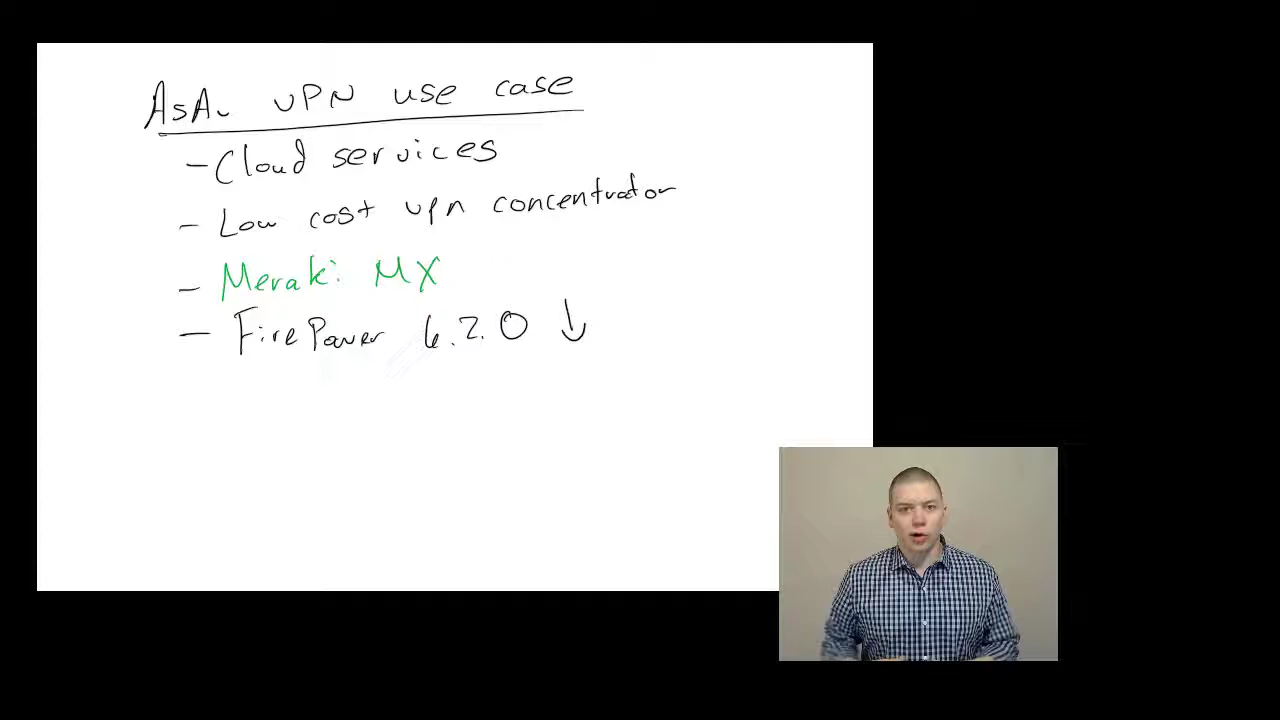 ASAv VPN use case
- Cloud services
- Low cost vpn concentrator
- Meraki MX
- FirePower 6.2.0 ↓